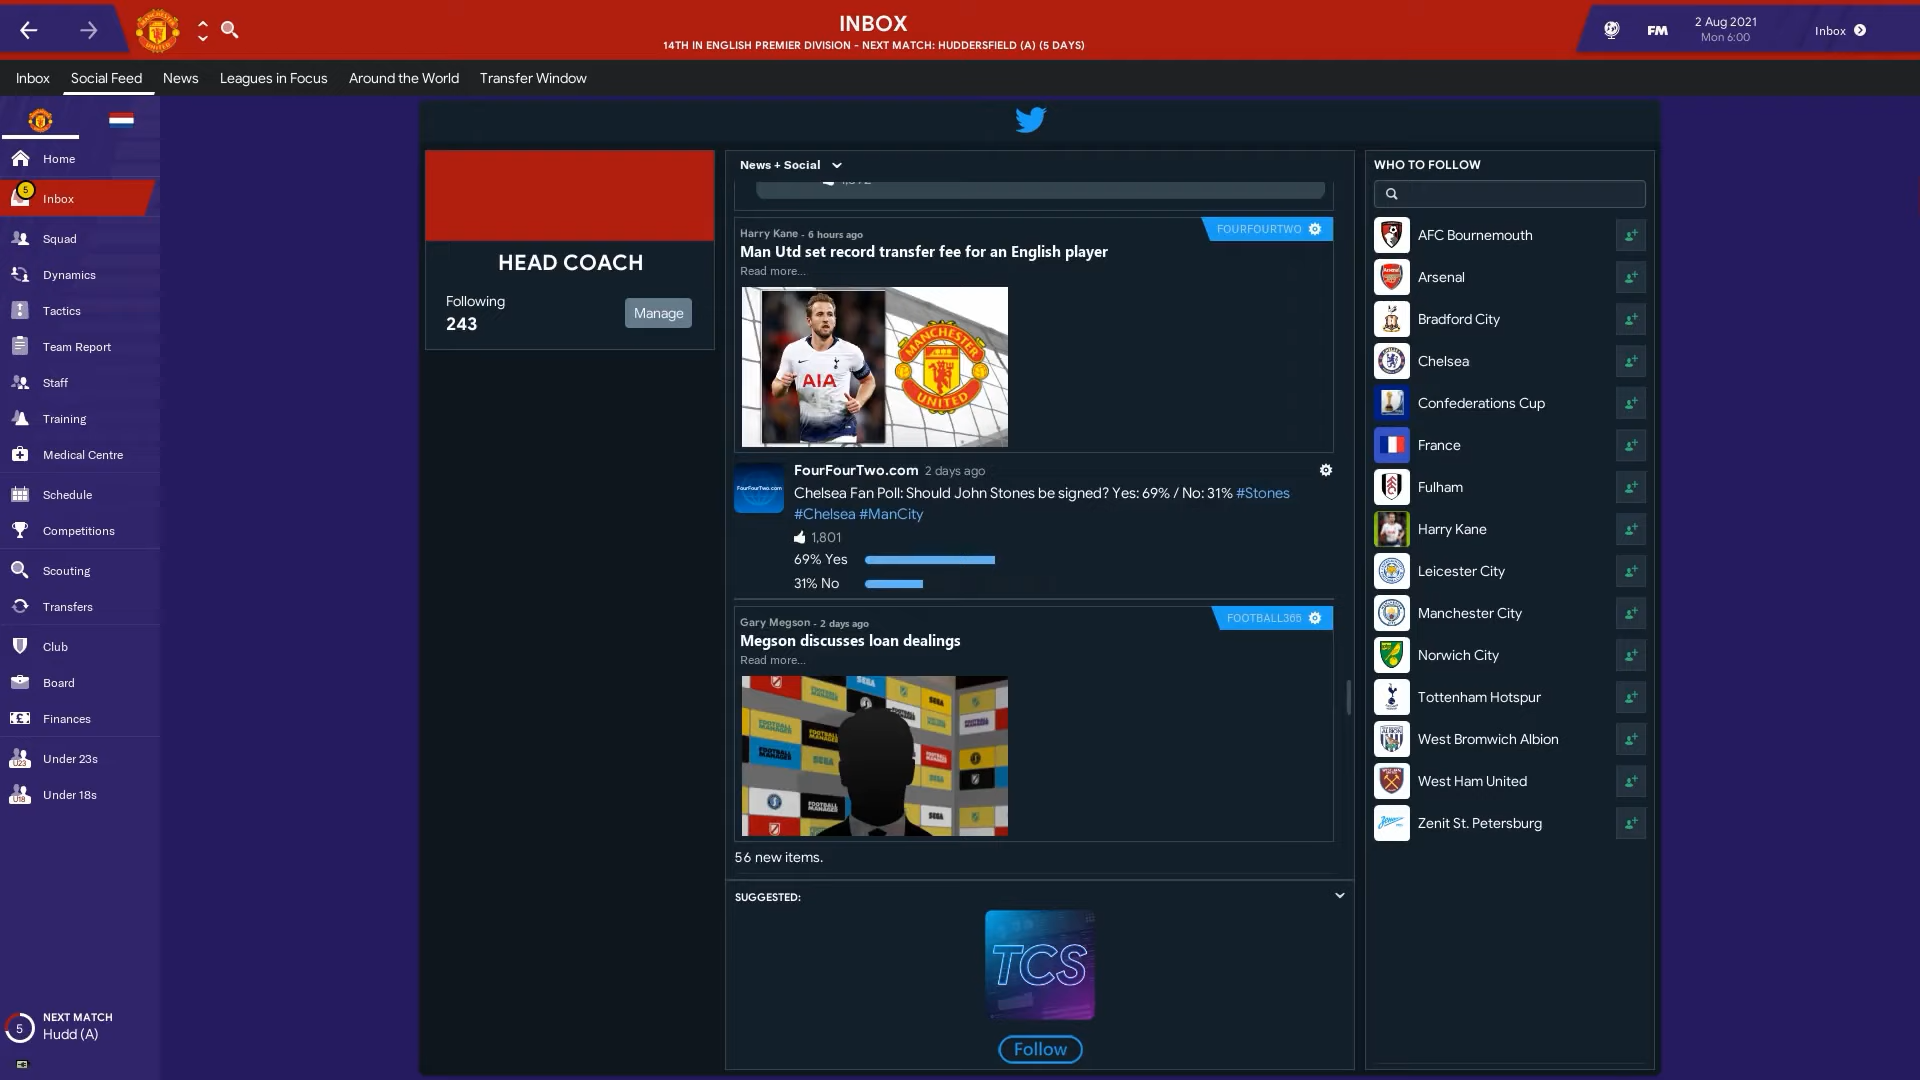 INBOX
14TH IN ENGLISH PREMIER DIVISION - NEXT MATCH: HUDDERSFIELD (A) (5 DAYS)
FM
2 Aug 2021
Mon 6:00
Inbox
Inbox
Social Feed
News
Leagues in Focus
Around the World
Transfer Window
Home
5
Inbox
Squad
Dynamics
Tactics
Team Report
Staff
Training
Medical Centre
Schedule
Competitions
Scouting
Transfers
Club
Board
Finances
U23
Under 23s
U18
Under 18s
5
NEXT MATCH
Hudd (A)
HEAD COACH
Following
243
Manage
News + Social
Harry Kane - 6 hours ago
FOURFOURTWO
Man Utd set record transfer fee for an English player
Read more...
AIA
MANCHESTER
UNITED
FourFourTwo.com
FourFourTwo.com 2 days ago
Chelsea Fan Poll: Should John Stones be signed? Yes: 69% / No: 31% #Stones
#Chelsea #ManCity
1,801
69% Yes
31% No
Gary Megson - 2 days ago
FOOTBALL365
Megson discusses loan dealings
Read more...
SEGA
FOOTBALL MANAGER
56 new items.
SUGGESTED:
TCS
Follow
WHO TO FOLLOW
AFC Bournemouth
Arsenal
Bradford City
Chelsea
Confederations Cup
France
Fulham
Harry Kane
Leicester City
Manchester City
Norwich City
Tottenham Hotspur
West Bromwich Albion
West Ham United
Zenit St. Petersburg